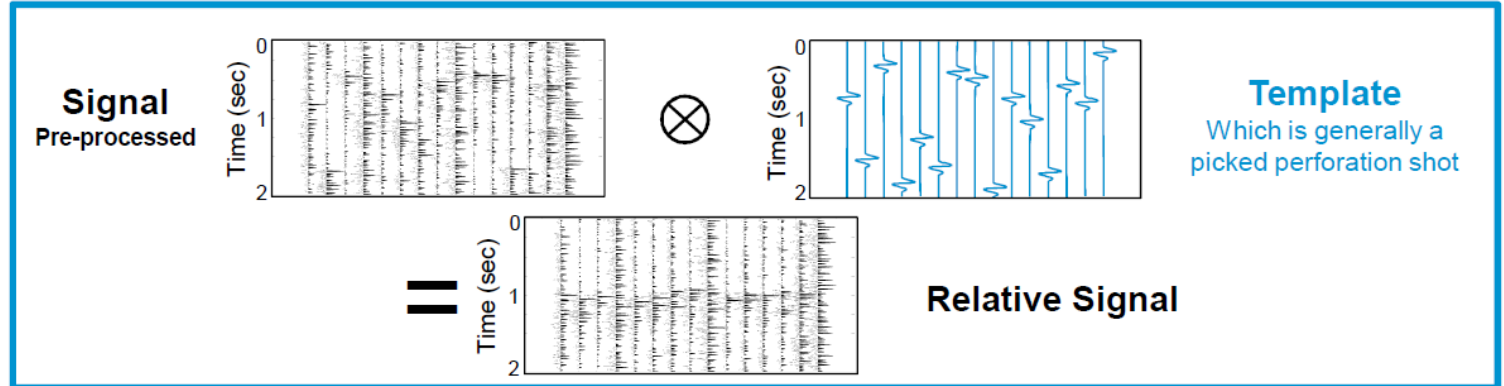 Signal
Pre-processed
Time (sec)
0
1
2
⊗
Time (sec)
0
1
2
Template
Which is generally a
picked perforation shot
=
Time (sec)
0
1
2
Relative Signal